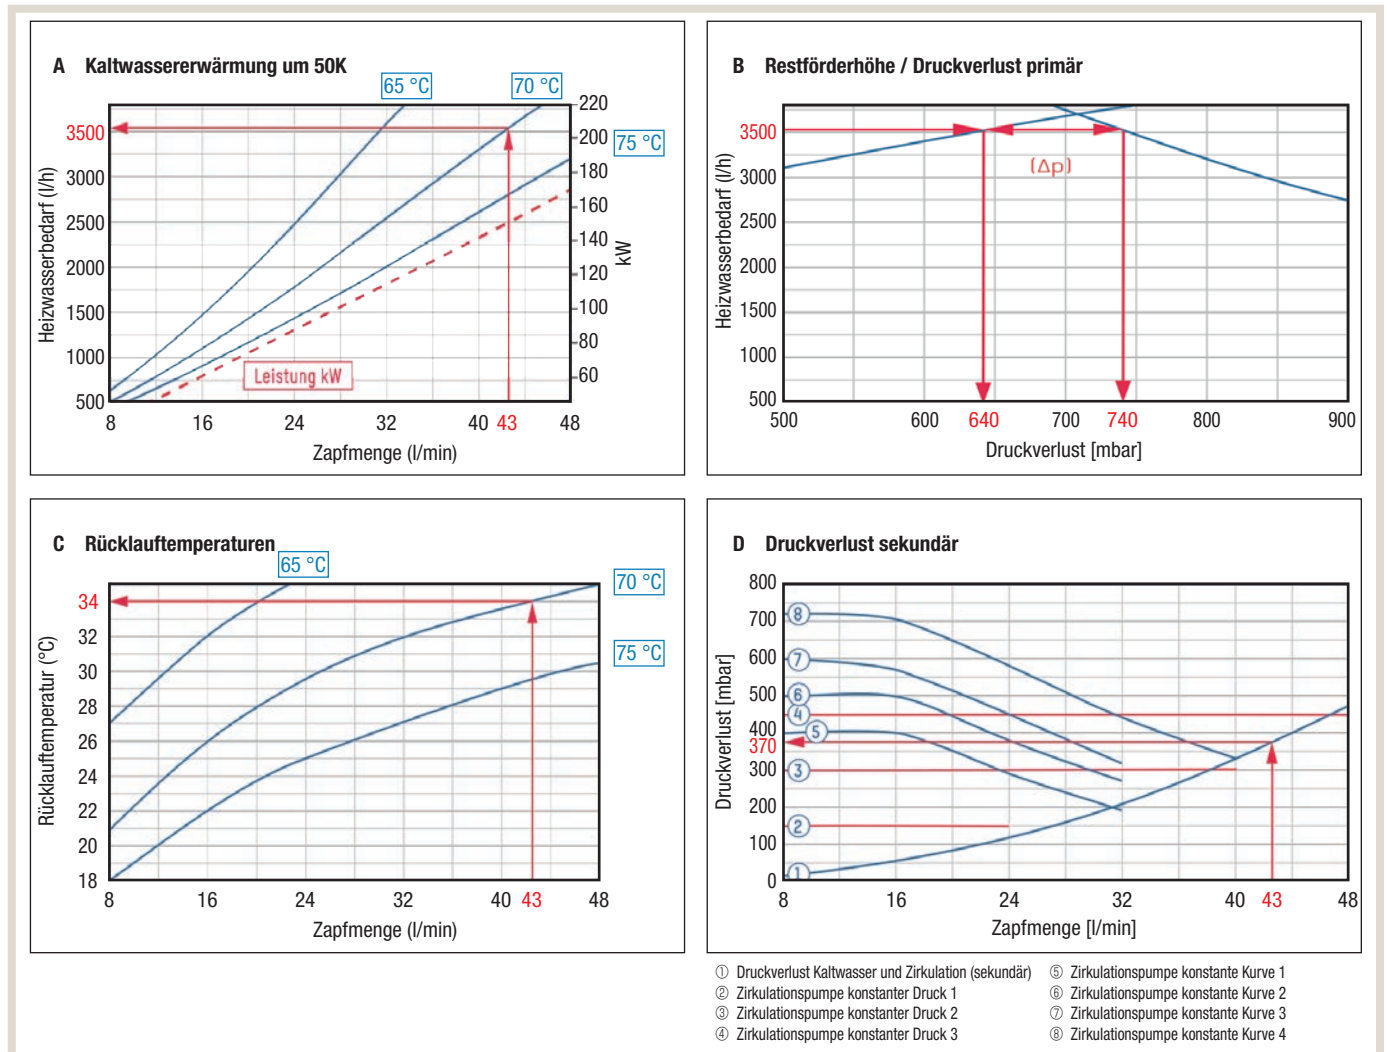 A Kaltwassererwärmung um 50K
65 °C
70 °C
75 °C
Heizwasserbedarf (l/h)
3500
3000
2500
2000
1500
1000
500
220
200
180
160
140
120
100
80
60
kW
Leistung kW
8 16 24 32 40 43 48
Zapfmenge (l/min)
B Restförderhöhe / Druckverlust primär
Heizwasserbedarf (l/h)
3500
3000
2500
2000
1500
1000
500
(Δp)
500 600 640 700 740 800 900
Druckverlust [mbar]
C Rücklauftemperaturen
65 °C
70 °C
75 °C
Rücklauftemperatur (°C)
34
32
30
28
26
24
22
20
18
8 16 24 32 40 43 48
Zapfmenge (l/min)
D Druckverlust sekundär
Druckverlust [mbar]
800
700
600
500
400
370
300
200
100
0
8
7
6
4
5
3
2
1
8 16 24 32 40 43 48
Zapfmenge [l/min]
① Druckverlust Kaltwasser und Zirkulation (sekundär)
② Zirkulationspumpe konstanter Druck 1
③ Zirkulationspumpe konstanter Druck 2
④ Zirkulationspumpe konstanter Druck 3
⑤ Zirkulationspumpe konstante Kurve 1
⑥ Zirkulationspumpe konstante Kurve 2
⑦ Zirkulationspumpe konstante Kurve 3
⑧ Zirkulationspumpe konstante Kurve 4